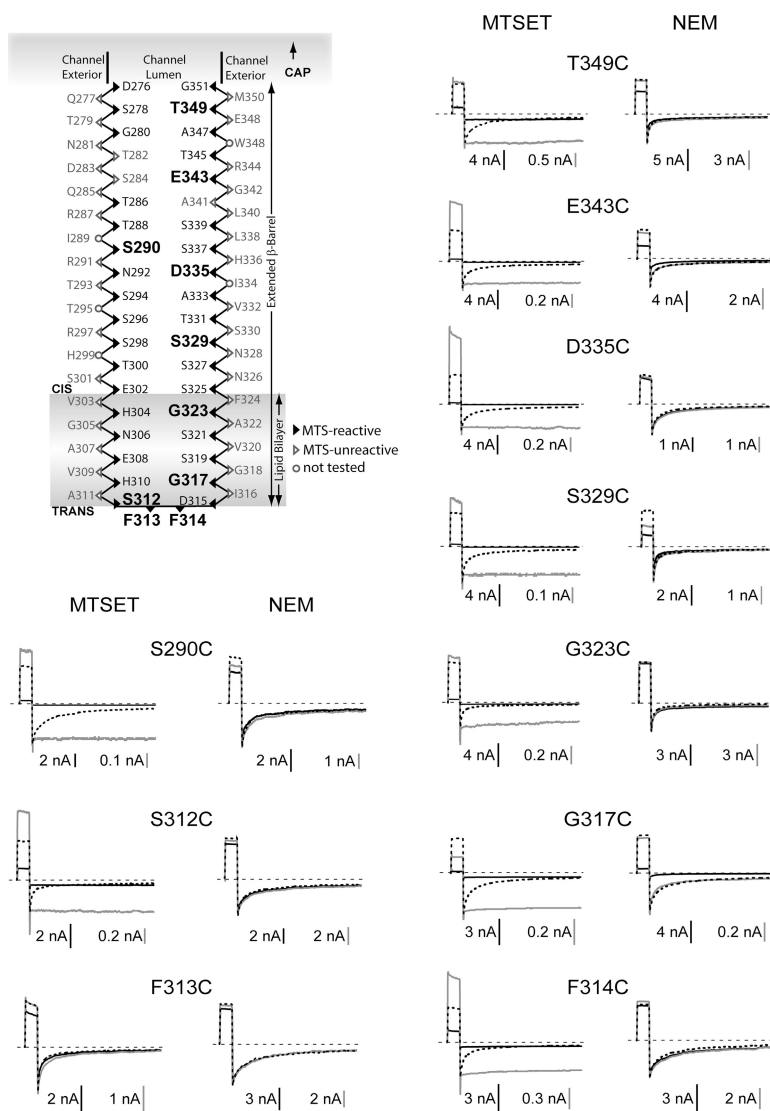 MTSET NEM
T349C
4 nA 0.5 nA 5 nA 3 nA
E343C
4 nA 0.2 nA 4 nA 2 nA
D335C
4 nA 0.2 nA 1 nA 1 nA
S329C
4 nA 0.1 nA 2 nA 1 nA
G323C
4 nA 0.2 nA 3 nA 3 nA
G317C
3 nA 0.2 nA 4 nA 0.2 nA
F314C
3 nA 0.3 nA 3 nA 2 nA
Channel Exterior
Channel Lumen
Channel Exterior
CAP
D276 G351
Q277 M350
S278 T349
T279 E348
G280 A347
N281 W348
T282 T345
D283 R344
S284 E343
Q285 G342
T286 A341
R287 L340
T288 S339
I289 L338
S290 S337
R291 H336
N292 D335
T293 I334
S294 A333
T295 V332
S296 T331
R297 S330
S298 S329
H299 N328
T300 S327
S301 N326
E302 S325
CIS
V303 F324
H304 G323
G305 A322
N306 S321
A307 V320
E308 S319
V309 G318
H310 G317
A311 I316
S312 D315
TRANS
F313 F314
Extended β-Barrel
Lipid Bilayer
MTS-reactive
MTS-unreactive
not tested
MTSET NEM
S290C
2 nA 0.1 nA 2 nA 1 nA
S312C
2 nA 0.2 nA 2 nA 2 nA
F313C
2 nA 1 nA 3 nA 2 nA